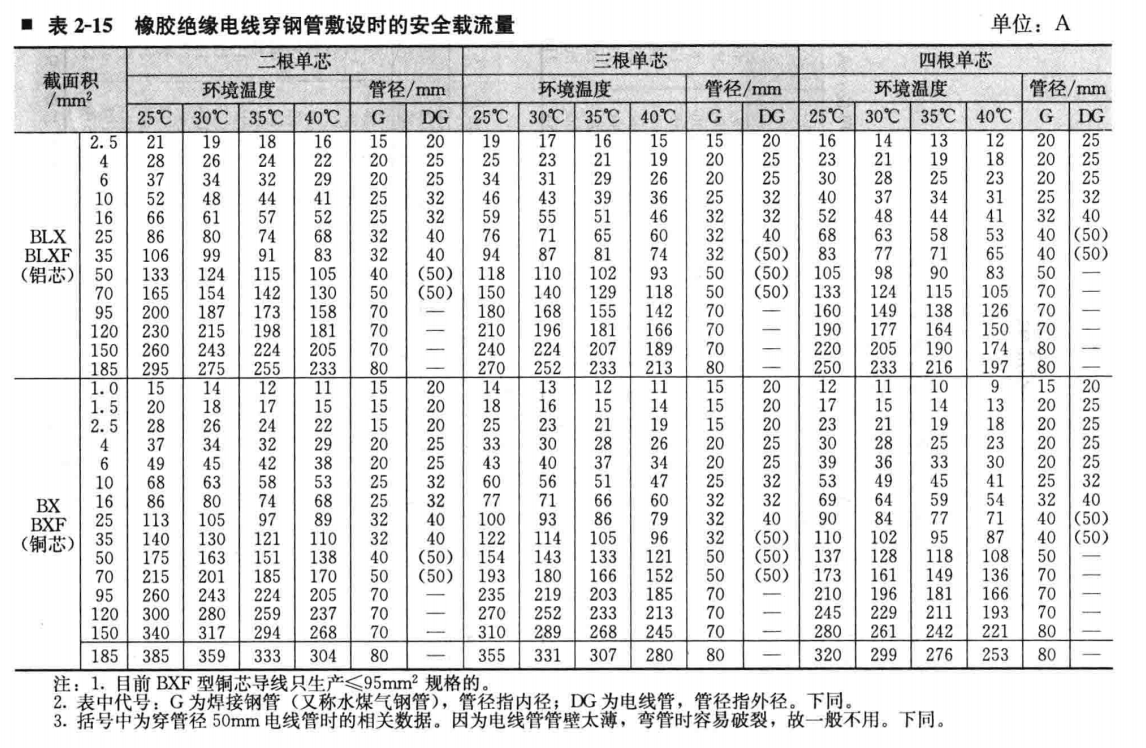 ■ 表 2-15 橡胶绝缘电线穿钢管敷设时的安全载流量 单位：A
截面积/mm² 二根单芯 三根单芯 四根单芯
环境温度 管径/mm 环境温度 管径/mm 环境温度 管径/mm
25℃ 30℃ 35℃ 40℃ G DG 25℃ 30℃ 35℃ 40℃ G DG 25℃ 30℃ 35℃ 40℃ G DG
BLX BLXF （铝芯）
2.5 21 19 18 16 15 20 19 17 16 15 15 20 16 14 13 12 20 25
4 28 26 24 22 20 25 25 23 21 19 20 25 23 21 19 18 20 25
6 37 34 32 29 20 25 34 31 29 26 20 25 30 28 25 23 20 25
10 52 48 44 41 25 32 46 43 39 36 25 32 40 37 34 31 25 32
16 66 61 57 52 25 32 59 55 51 46 32 32 52 48 44 41 32 40
25 86 80 74 68 32 40 76 71 65 60 32 40 68 63 58 53 40 (50)
35 106 99 91 83 32 40 94 87 81 74 32 (50) 83 77 71 65 40 (50)
50 133 124 115 105 40 (50) 118 110 102 93 50 (50) 105 98 90 83 50 —
70 165 154 142 130 50 (50) 150 140 129 118 50 (50) 133 124 115 105 70 —
95 200 187 173 158 70 — 180 168 155 142 70 — 160 149 138 126 70 —
120 230 215 198 181 70 — 210 196 181 166 70 — 190 177 164 150 70 —
150 260 243 224 205 70 — 240 224 207 189 70 — 220 205 190 174 80 —
185 295 275 255 233 80 — 270 252 233 213 80 — 250 233 216 197 80 —
BX BXF （铜芯）
1.0 15 14 12 11 15 20 14 13 12 11 15 20 12 11 10 9 15 20
1.5 20 18 17 15 15 20 18 16 15 14 15 20 17 15 14 13 20 25
2.5 28 26 24 22 15 20 25 23 21 19 15 20 23 21 19 18 20 25
4 37 34 32 29 20 25 33 30 28 26 20 25 30 28 25 23 20 25
6 49 45 42 38 20 25 43 40 37 34 20 25 39 36 33 30 20 25
10 68 63 58 53 25 32 60 56 51 47 25 32 53 49 45 41 25 32
16 86 80 74 68 25 32 77 71 66 60 32 32 69 64 59 54 32 40
25 113 105 97 89 32 40 100 93 86 79 32 40 90 84 77 71 40 (50)
35 140 130 121 110 32 40 122 114 105 96 32 (50) 110 102 95 87 40 (50)
50 175 163 151 138 40 (50) 154 143 133 121 50 (50) 137 128 118 108 50 —
70 215 201 185 170 50 (50) 193 180 166 152 50 (50) 173 161 149 136 70 —
95 260 243 224 205 70 — 235 219 203 185 70 — 210 196 181 166 70 —
120 300 280 259 237 70 — 270 252 233 213 70 — 245 229 211 193 70 —
150 340 317 294 268 70 — 310 289 268 245 70 — 280 261 242 221 80 —
185 385 359 333 304 80 — 355 331 307 280 80 — 320 299 276 253 80 —
注：1. 目前 BXF 型铜芯导线只生产≤95mm² 规格的。
2. 表中代号：G 为焊接钢管（又称水煤气钢管），管径指内径；DG 为电线管，管径指外径。下同。
3. 括号中为穿管径 50mm 电线管时的相关数据。因为电线管管壁太薄，弯管时容易破裂，故一般不用。下同。